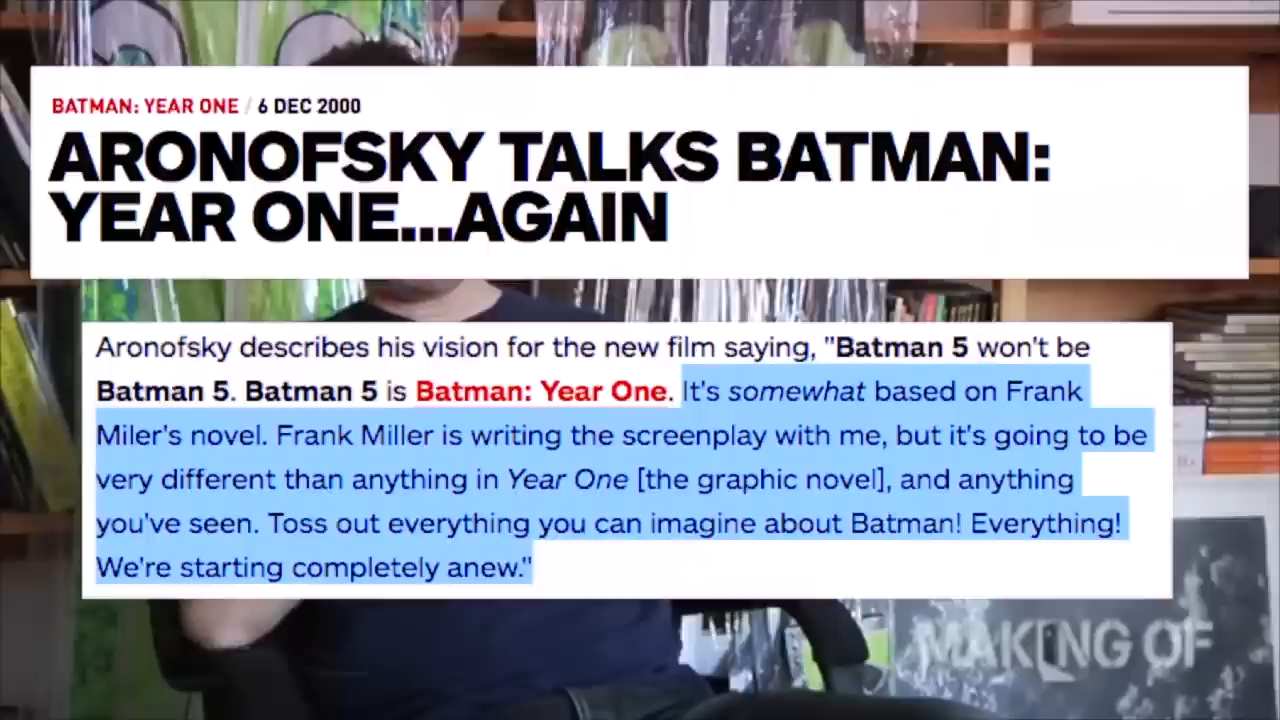 BATMAN: YEAR ONE / 6 DEC 2000
ARONOFSKY TALKS BATMAN:
YEAR ONE...AGAIN
Aronofsky describes his vision for the new film saying, "Batman 5 won't be
Batman 5. Batman 5 is Batman: Year One. It's somewhat based on Frank
Miler's novel. Frank Miller is writing the screenplay with me, but it's going to be
very different than anything in Year One [the graphic novel], and anything
you've seen. Toss out everything you can imagine about Batman! Everything!
We're starting completely anew."
MAKING OF